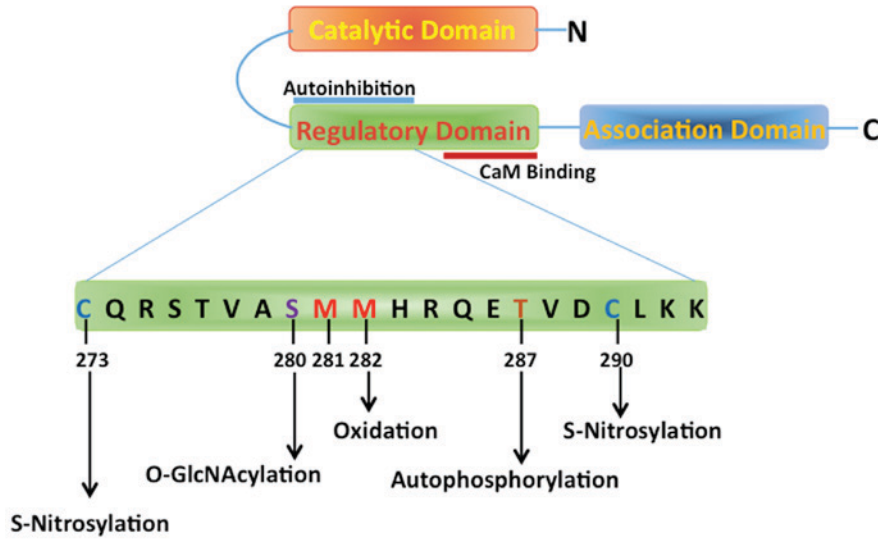 Catalytic Domain N
Autoinhibition
Regulatory Domain Association Domain C
CaM Binding
C Q R S T V A S M M H R Q E T V D C L K K
273 280 281 282 287 290
Oxidation S-Nitrosylation
O-GlcNAcylation Autophosphorylation
S-Nitrosylation